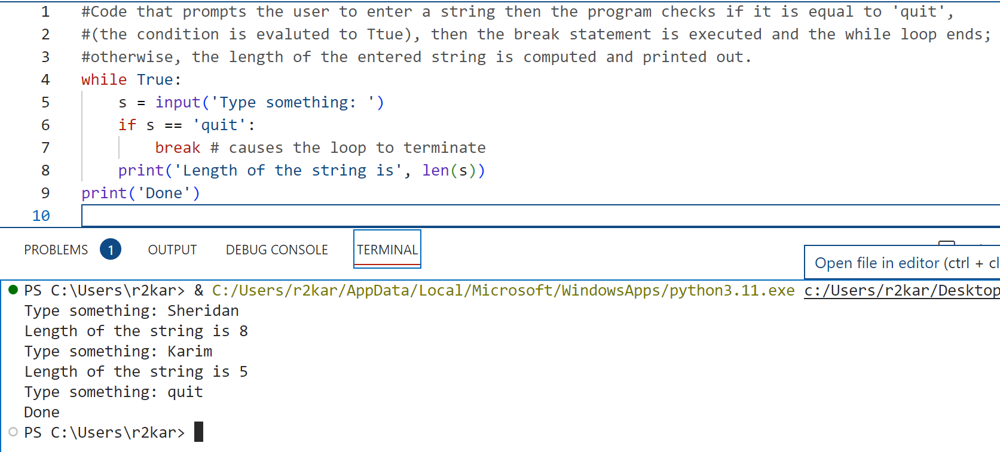 1 #Code that prompts the user to enter a string then the program checks if it is equal to 'quit',
2 #(the condition is evaluted to Ttue), then the break statement is executed and the while loop ends;
3 #otherwise, the length of the entered string is computed and printed out.
4 while True:
5     s = input('Type something: ')
6     if s == 'quit':
7         break # causes the loop to terminate
8     print('Length of the string is', len(s))
9 print('Done')
10
PROBLEMS 1 OUTPUT DEBUG CONSOLE TERMINAL
Open file in editor (ctrl + cl
PS C:\Users\r2kar> & C:/Users/r2kar/AppData/Local/Microsoft/WindowsApps/python3.11.exe c:/Users/r2kar/Desktop
Type something: Sheridan
Length of the string is 8
Type something: Karim
Length of the string is 5
Type something: quit
Done
PS C:\Users\r2kar>